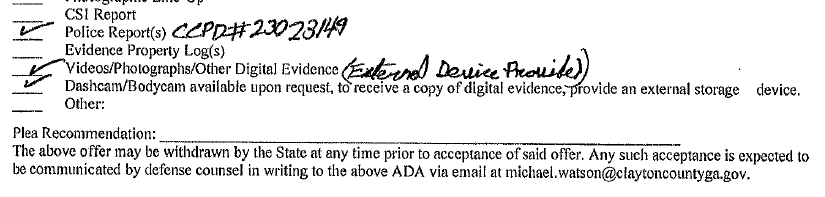 CSI Report
Police Report(s) CCPD# 23023149
Evidence Property Log(s)
Videos/Photographs/Other Digital Evidence (External Device Provided)
Dashcam/Bodycam available upon request, to receive a copy of digital evidence, provide an external storage device.
Other:
Plea Recommendation:
The above offer may be withdrawn by the State at any time prior to acceptance of said offer. Any such acceptance is expected to
be communicated by defense counsel in writing to the above ADA via email at michael.watson@claytoncountyga.gov.